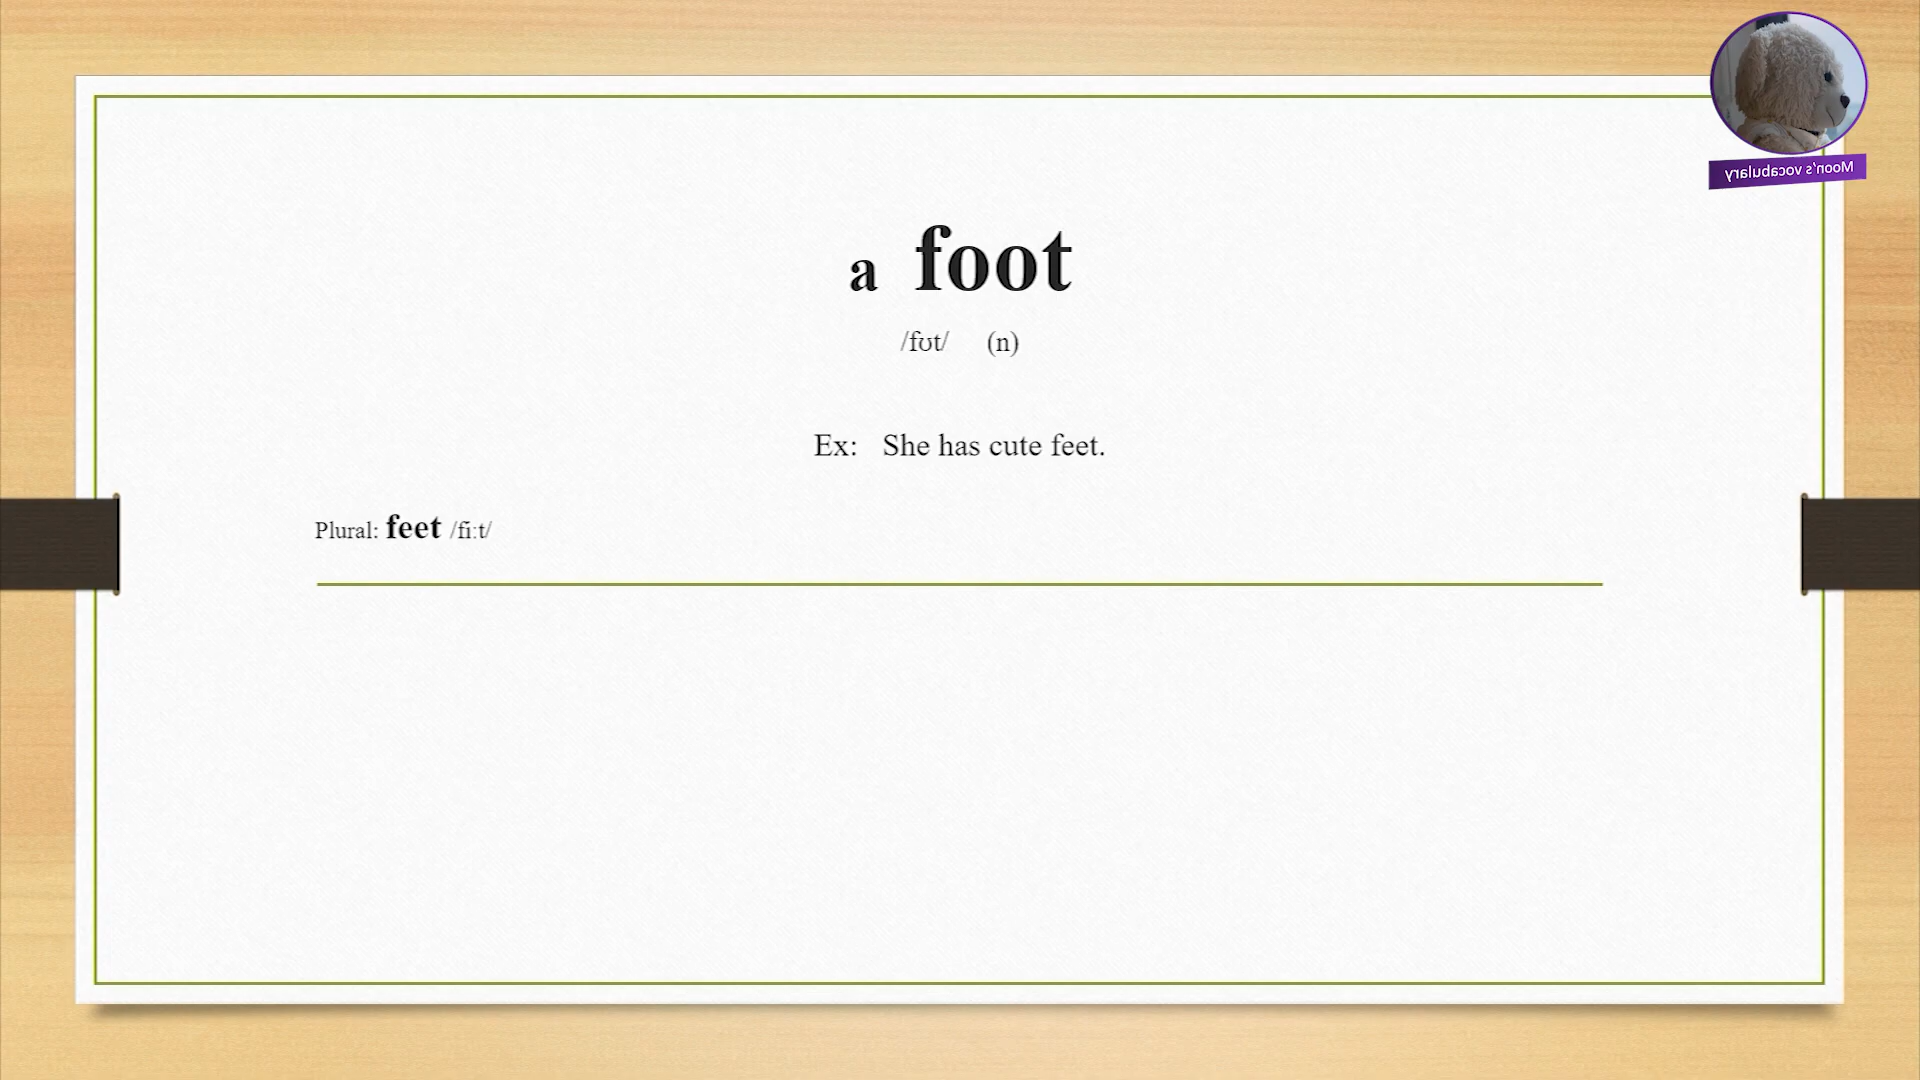 Moon's vocabulary
a foot
/fʊt/ (n)
Ex: She has cute feet.
Plural: feet /fiːt/